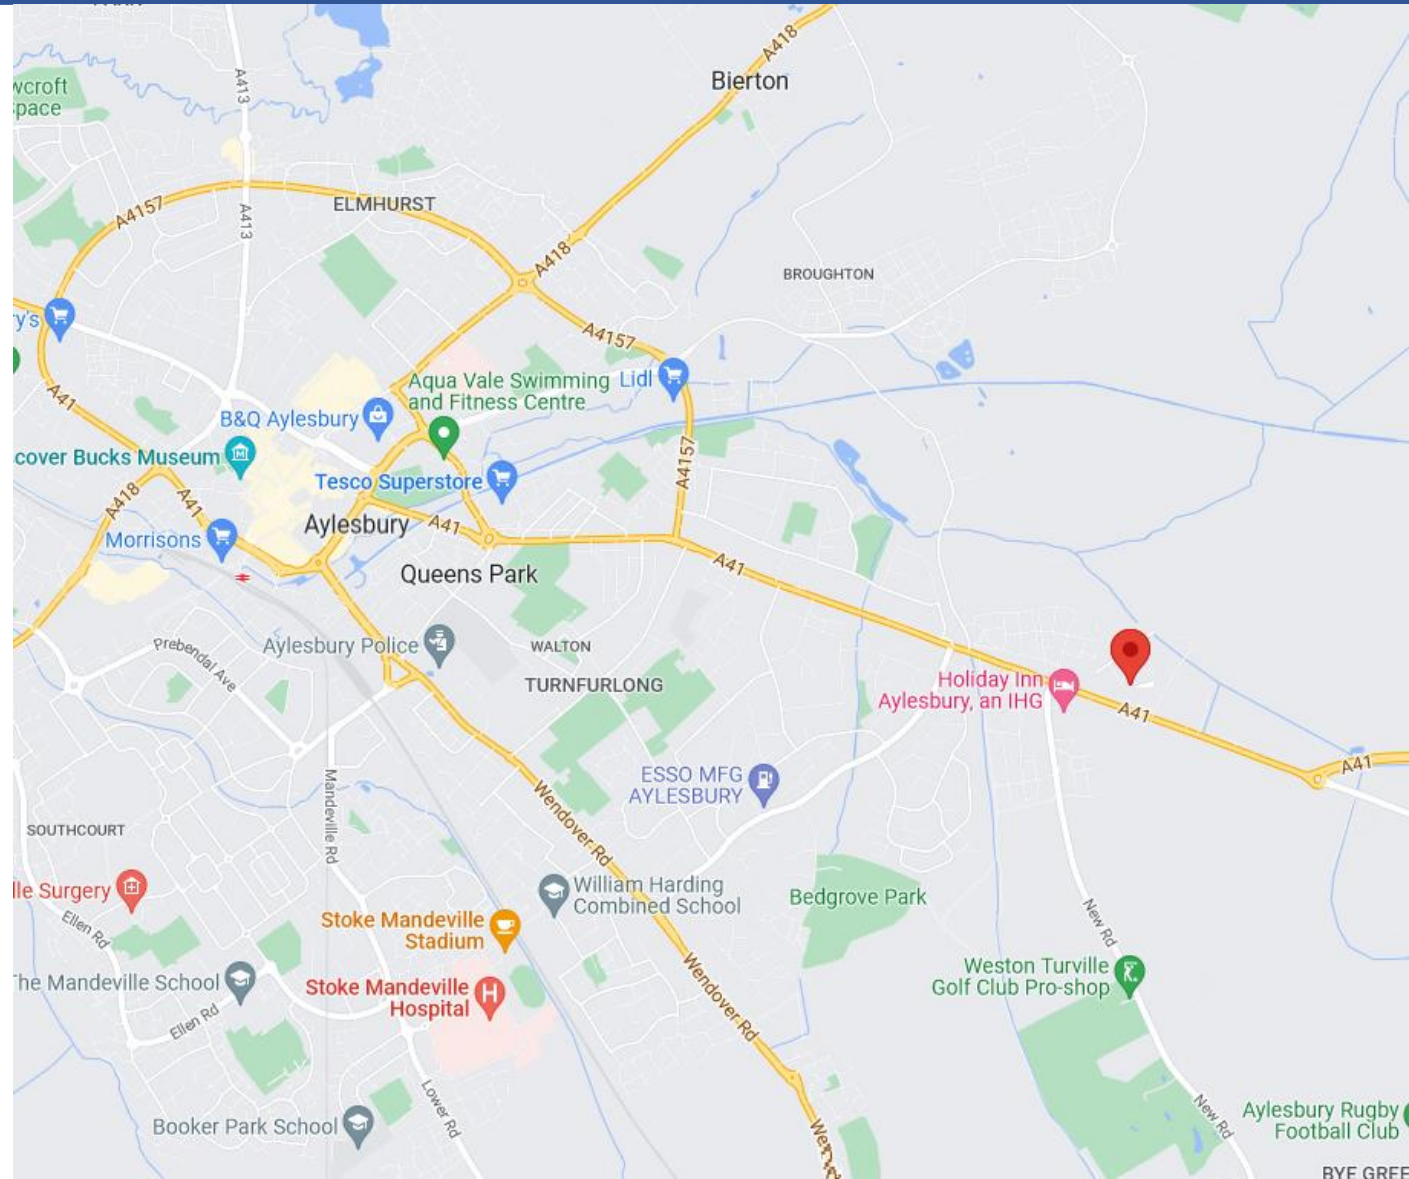 A418
Bierton
A413
wcroft
pace
A4157
ELMHURST
A413
A418
BROUGHTON
ry's
A4157
A41
Aqua Vale Swimming
and Fitness Centre
Lidl
B&Q Aylesbury
A4157
cover Bucks Museum
Tesco Superstore
A418
A41
Aylesbury
A41
Morrisons
A41
Queens Park
Prebendal Ave
Aylesbury Police
WALTON
TURNFURLONG
Holiday Inn
Aylesbury, an IHG
A41
A41
ESSO MFG
AYLESBURY
Mandeville Rd
Wendover Rd
SOUTHCOURT
lle Surgery
William Harding
Combined School
Bedgrove Park
Ellen Rd
Stoke Mandeville
Stadium
New Rd
The Mandeville School
Stoke Mandeville
Hospital
H
Wendover Rd
Weston Turville
Golf Club Pro-shop
Ellen Rd
Lower Rd
New Rd
Booker Park School
Aylesbury Rugby
Football Club
BYE GREE